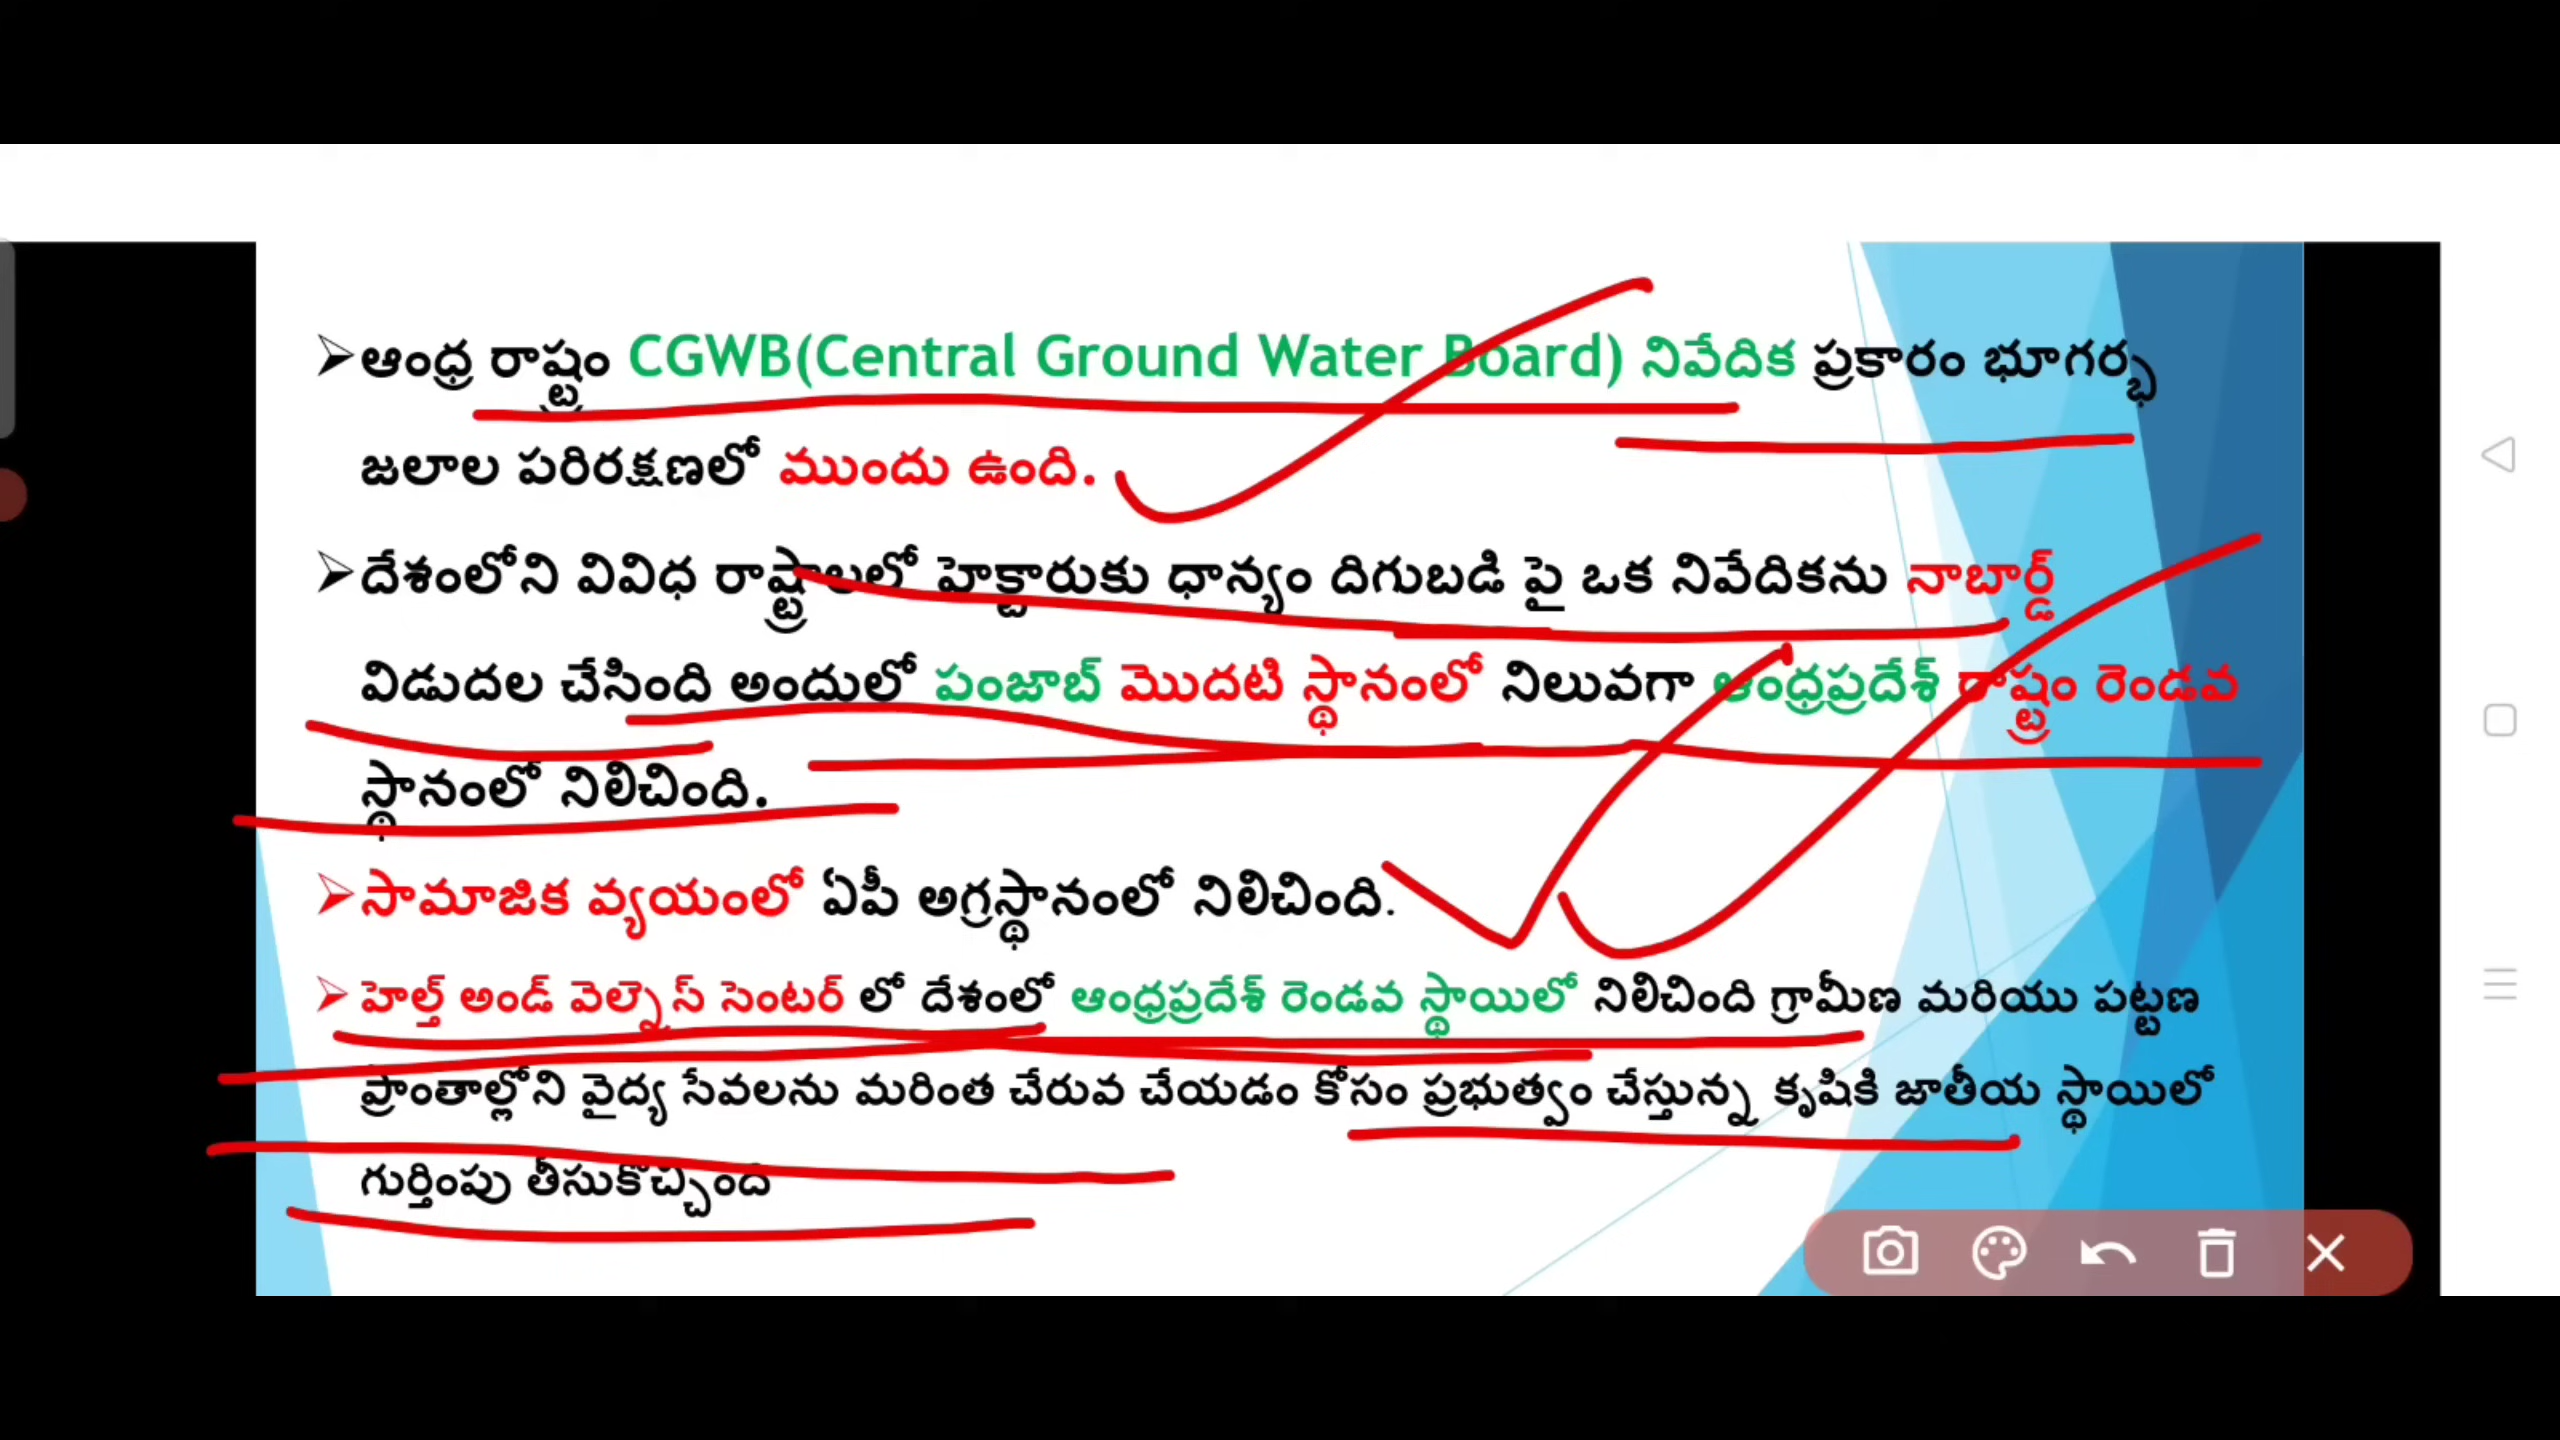 ఆంధ్ర రాష్ట్రం CGWB(Central Ground Water Board) నివేదిక ప్రకారం భూగర్భ
జలాల పరిరక్షణలో ముందు ఉంది.
దేశంలోని వివిధ రాష్ట్రాలలో హెక్టారుకు ధాన్యం దిగుబడి పై ఒక నివేదికను నాబార్డ్
విడుదల చేసింది అందులో పంజాబ్ మొదటి స్థానంలో నిలువగా ఆంధ్రప్రదేశ్ రాష్ట్రం రెండవ
స్థానంలో నిలిచింది.
సామాజిక వ్యయంలో ఏపీ అగ్రస్థానంలో నిలిచింది.
హెల్త్ అండ్ వెల్నెస్ సెంటర్ లో దేశంలో ఆంధ్రప్రదేశ్ రెండవ స్థాయిలో నిలిచింది గ్రామీణ మరియు పట్టణ
ప్రాంతాల్లోని వైద్య సేవలను మరింత చేరువ చేయడం కోసం ప్రభుత్వం చేస్తున్న కృషికి జాతీయ స్థాయిలో
గుర్తింపు తీసుకొచ్చింది